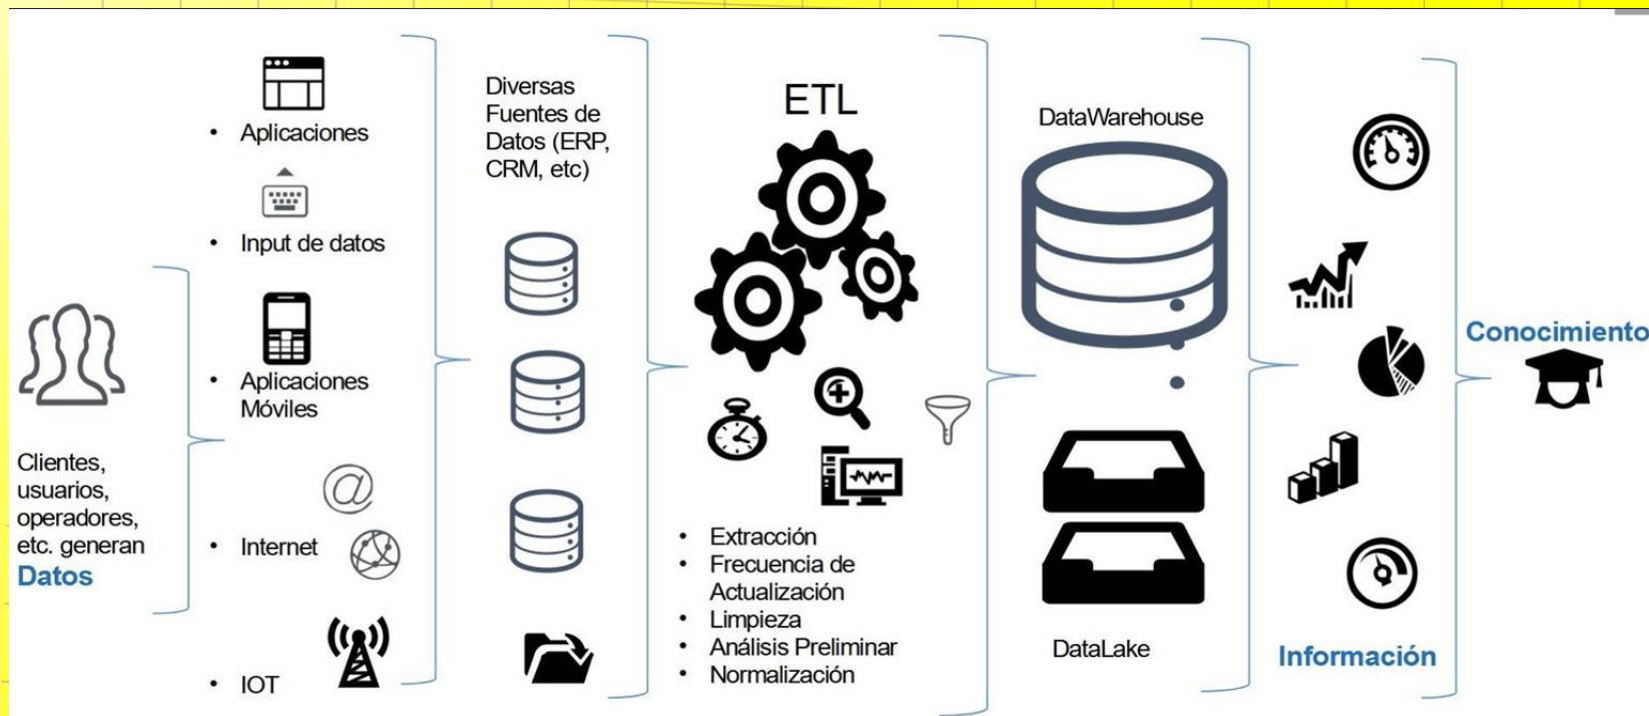 Clientes,
usuarios,
operadores,
etc. generan
Datos
• Aplicaciones
• Input de datos
• Aplicaciones
Móviles
@
• Internet
• IOT
Diversas
Fuentes de
Datos (ERP,
CRM, etc)
ETL
• Extracción
• Frecuencia de
Actualización
• Limpieza
• Análisis Preliminar
• Normalización
DataWarehouse
DataLake
Información
Conocimiento